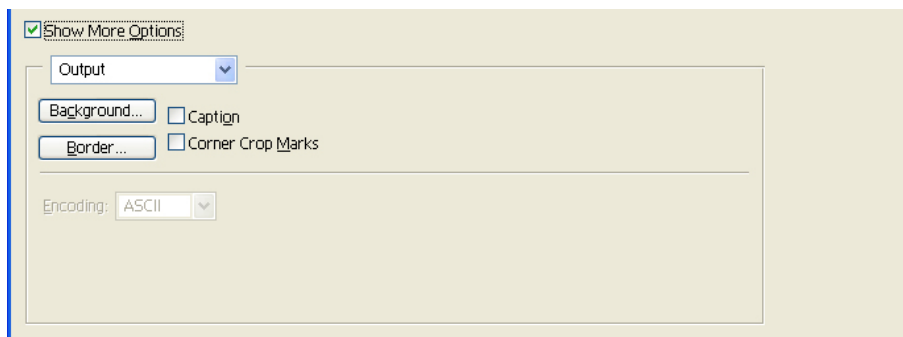 Show More Options
Output
Background...
Caption
Border...
Corner Crop Marks
Encoding: ASCII